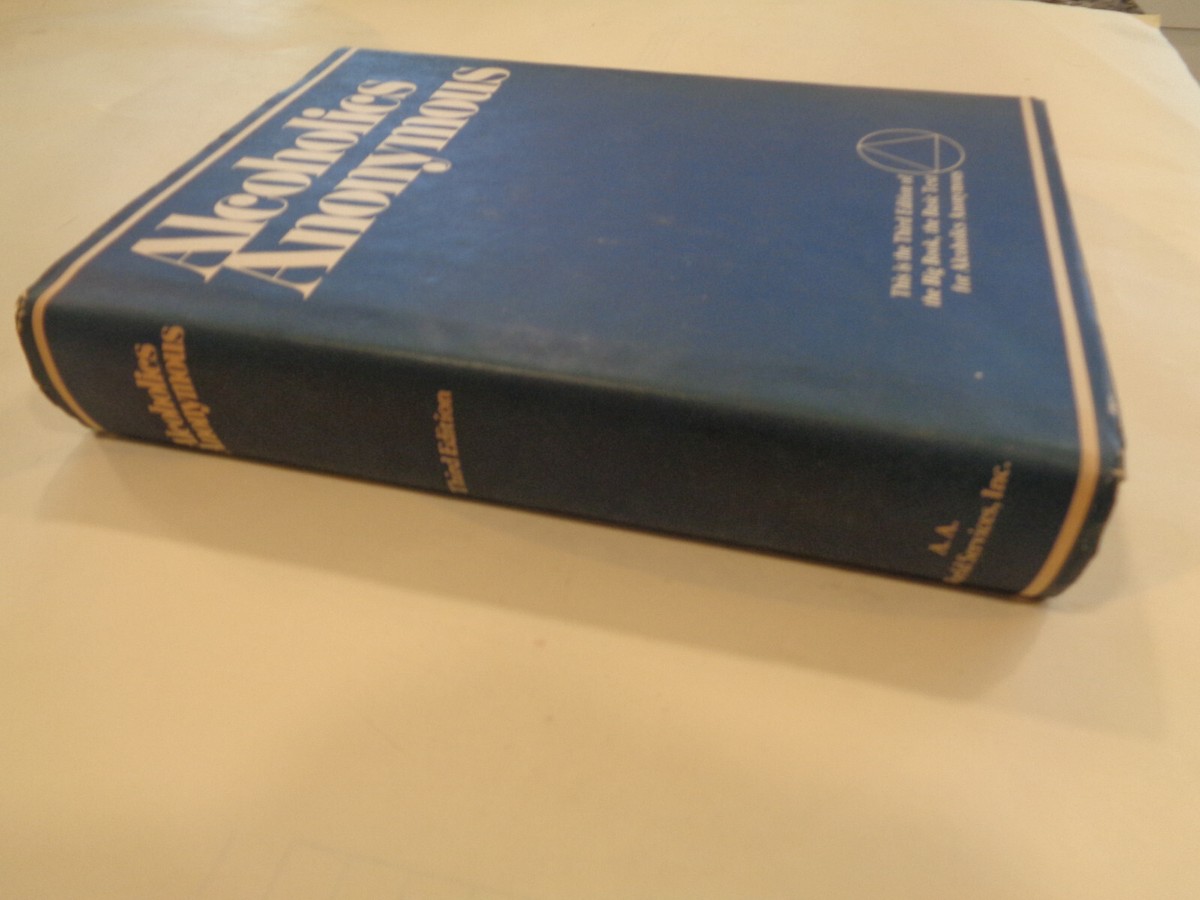 Alcoholics
Anonymous
This is the Third Edition of
the Big Book, the Basic Text
for Alcoholics Anonymous
Alcoholics
Anonymous
Third Edition
A.A.
World Services, Inc.